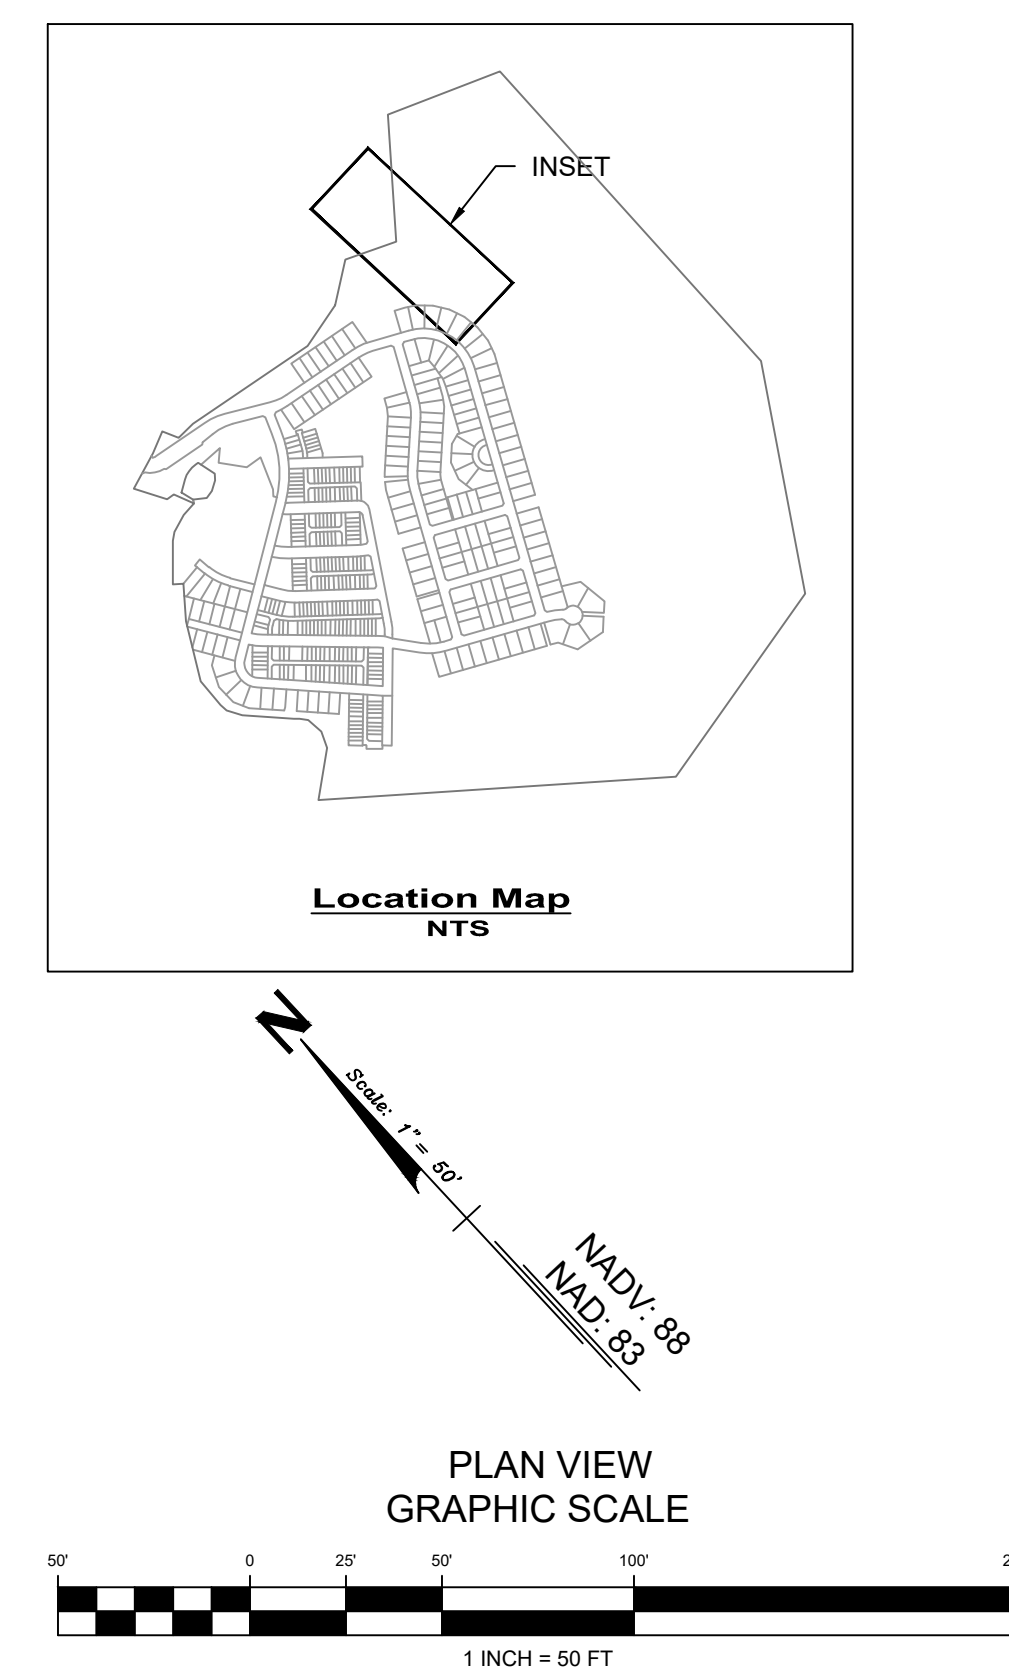 INSET
Location Map
NTS
N
Scale: 1"= 50'
NADV: 88
NAD: 83
PLAN VIEW
GRAPHIC SCALE
50' 0 25' 50' 100'
1 INCH = 50 FT